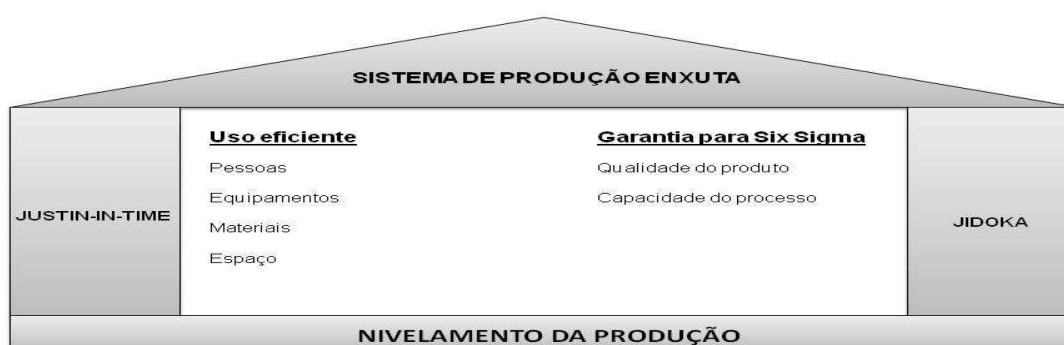 SISTEMA DE PRODUÇÃO ENXUTA
JUSTIN-IN-TIME
Uso eficiente
Pessoas
Equipamentos
Materiais
Espaço
Garantia para Six Sigma
Qualidade do produto
Capacidade do processo
JIDOKA
NIVELAMENTO DA PRODUÇÃO